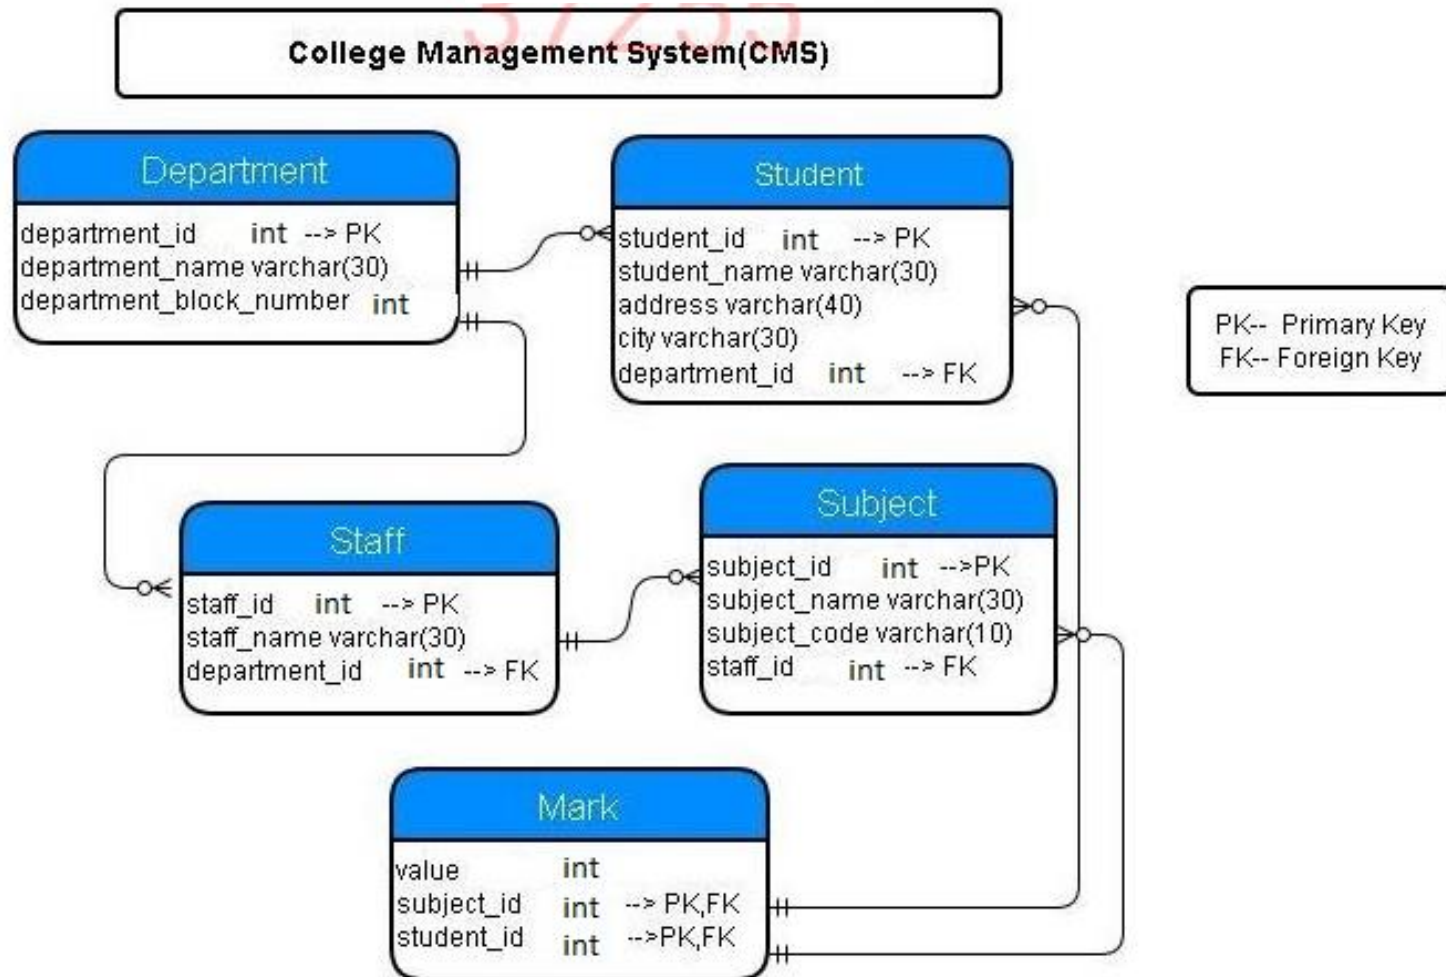 College Management System(CMS)
Department
department_id int --> PK
department_name varchar(30)
department_block_number int
Student
student_id int --> PK
student_name varchar(30)
address varchar(40)
city varchar(30)
department_id int --> FK
PK-- Primary Key
FK-- Foreign Key
Staff
staff_id int --> PK
staff_name varchar(30)
department_id int --> FK
Subject
subject_id int -->PK
subject_name varchar(30)
subject_code varchar(10)
staff_id int --> FK
Mark
value int
subject_id int --> PK,FK
student_id int -->PK,FK